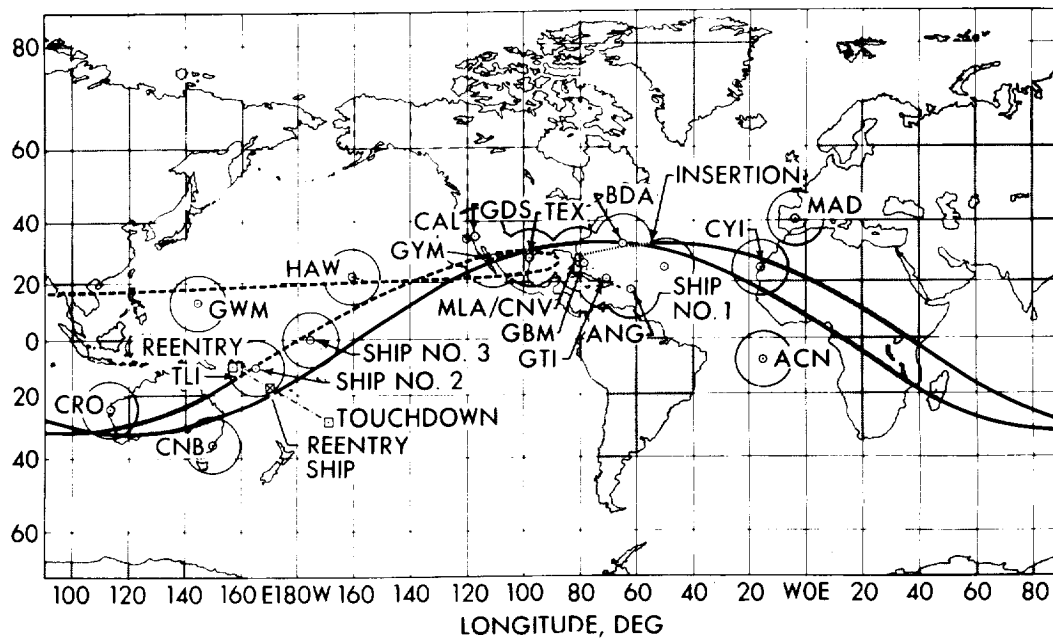 80
60
40
20
0
20
40
60
INSERTION
BDA
MAD
CAL GDS TEX
CYI
GYM
HAW
GWM
MLA/CNV
SHIP NO. 1
GBM
ANG
GTI
REENTRY
SHIP NO. 3
ACN
TLI
SHIP NO. 2
CRO
TOUCHDOWN
CNB
REENTRY SHIP
100 120 140 160 E180W 160 140 120 100 80 60 40 20 W0E 20 40 60 80
LONGITUDE, DEG